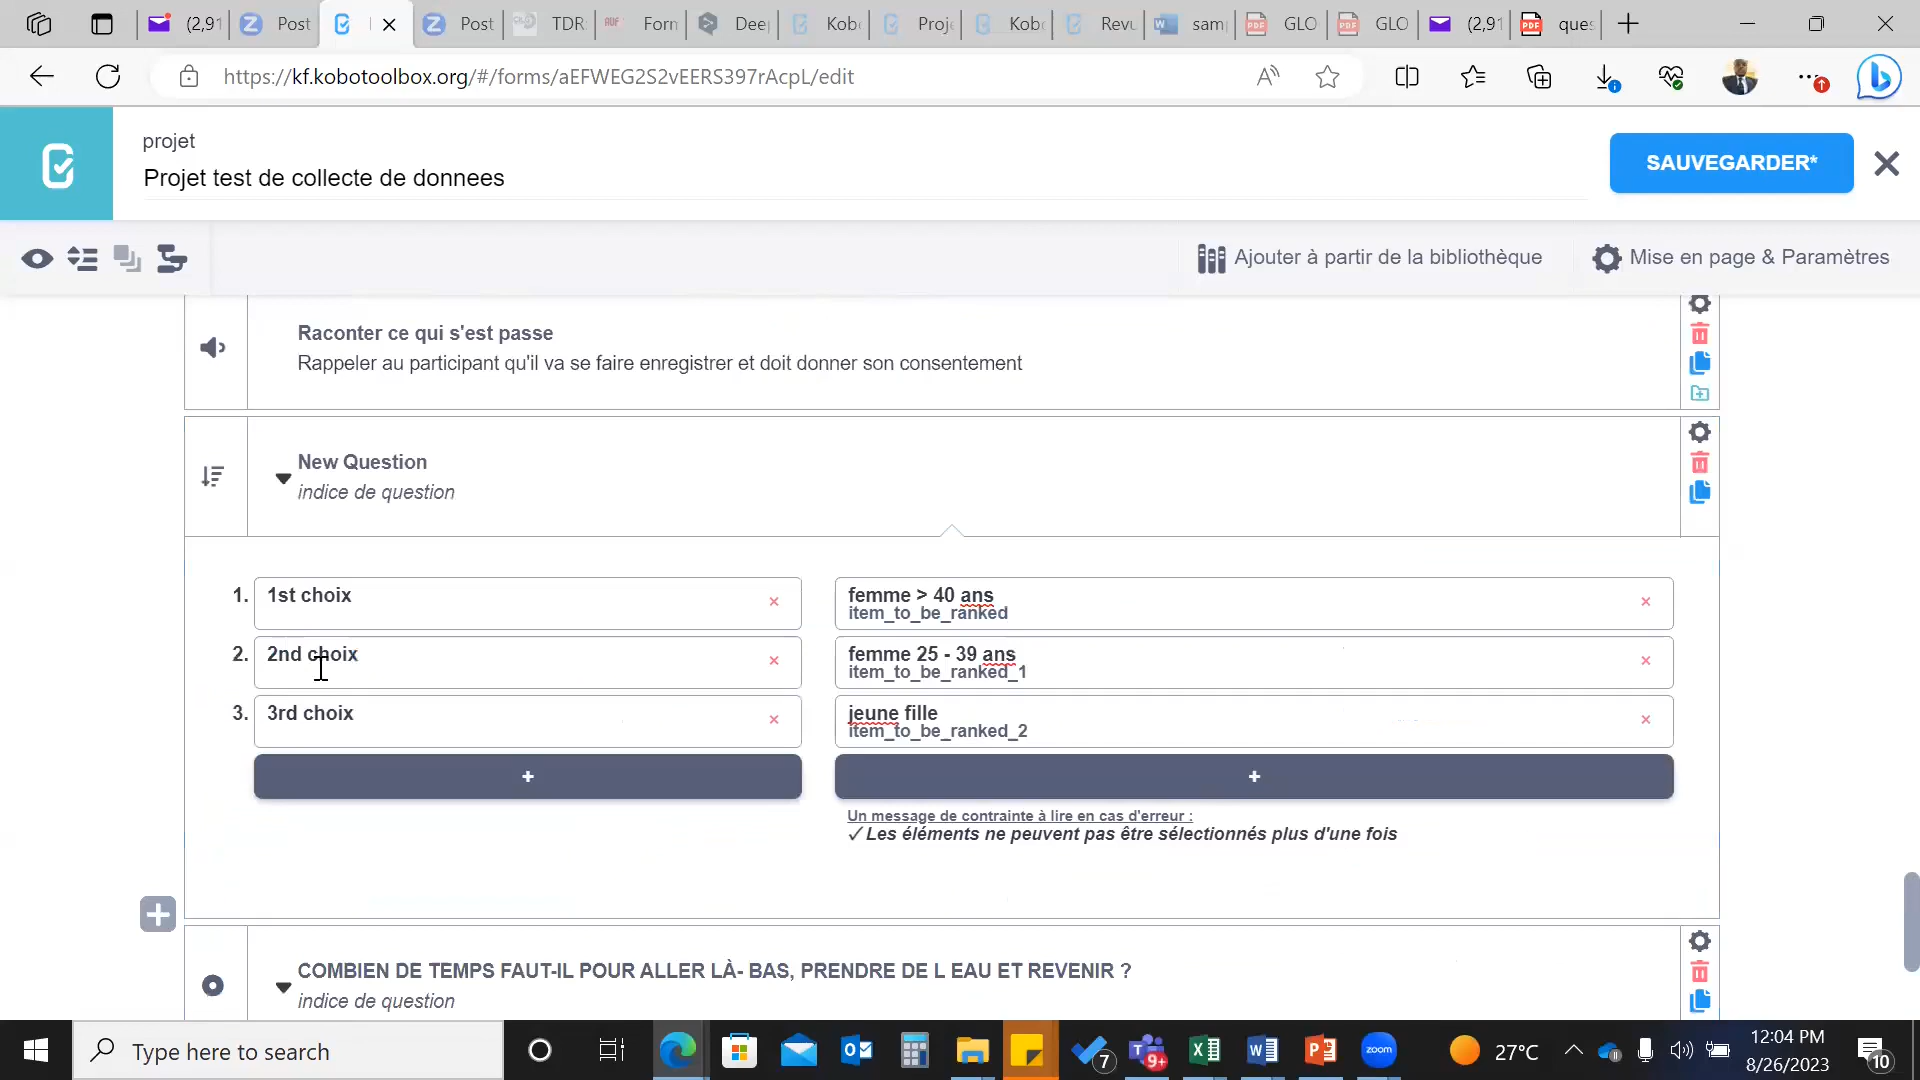 (2,91
Post
Post
TDR
Form
Deep
Kobo
Proje
Kobo
Revu
sam
GLO
GLO
(2,91
ques
https://kf.kobotoolbox.org/#/forms/aEFWEG2S2vEERS397rAcpL/edit
projet
Projet test de collecte de donnees
SAUVEGARDER*
Ajouter à partir de la bibliothèque
Mise en page & Paramètres
Raconter ce qui s'est passe
Rappeler au participant qu'il va se faire enregistrer et doit donner son consentement
New Question
indice de question
1. 1st choix
femme > 40 ans
item_to_be_ranked
2. 2nd choix
femme 25 - 39 ans
item_to_be_ranked_1
3. 3rd choix
jeune fille
item_to_be_ranked_2
+
+
Un message de contrainte à lire en cas d'erreur :
✓Les éléments ne peuvent pas être sélectionnés plus d'une fois
COMBIEN DE TEMPS FAUT-IL POUR ALLER LÀ- BAS, PRENDRE DE L EAU ET REVENIR ?
indice de question
Type here to search
7
9+
zoom
27°C
12:04 PM
8/26/2023
10